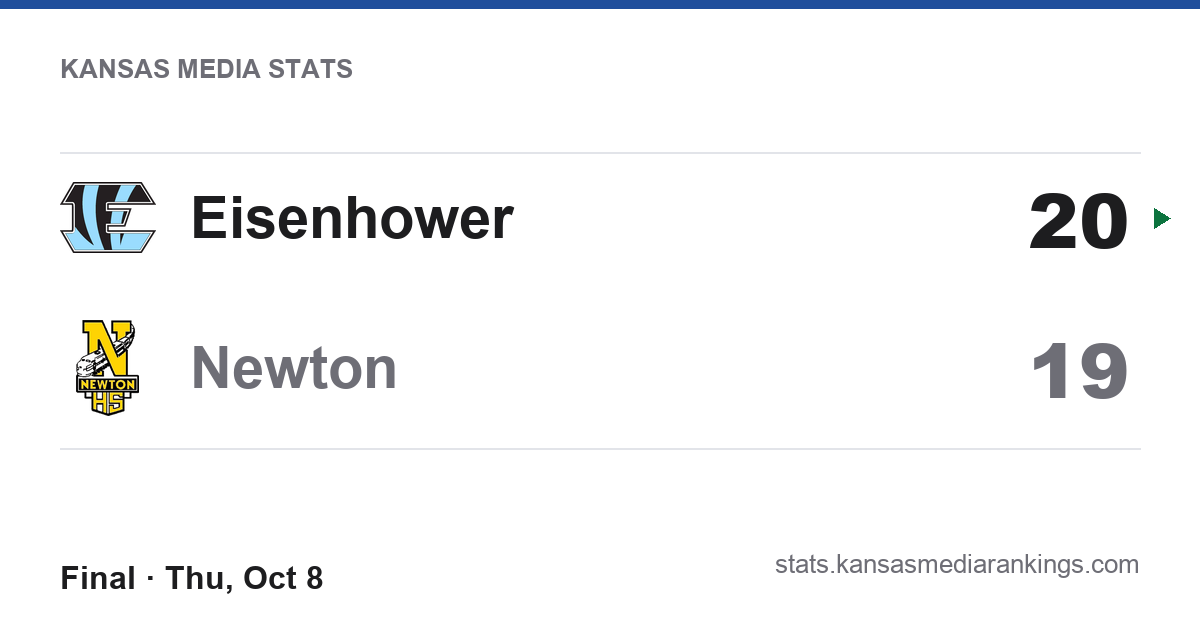 KANSAS MEDIA STATS
Eisenhower 20
E
Newton 19
N
NEWTON
HS
Final · Thu, Oct 8
stats.kansasmediarankings.com